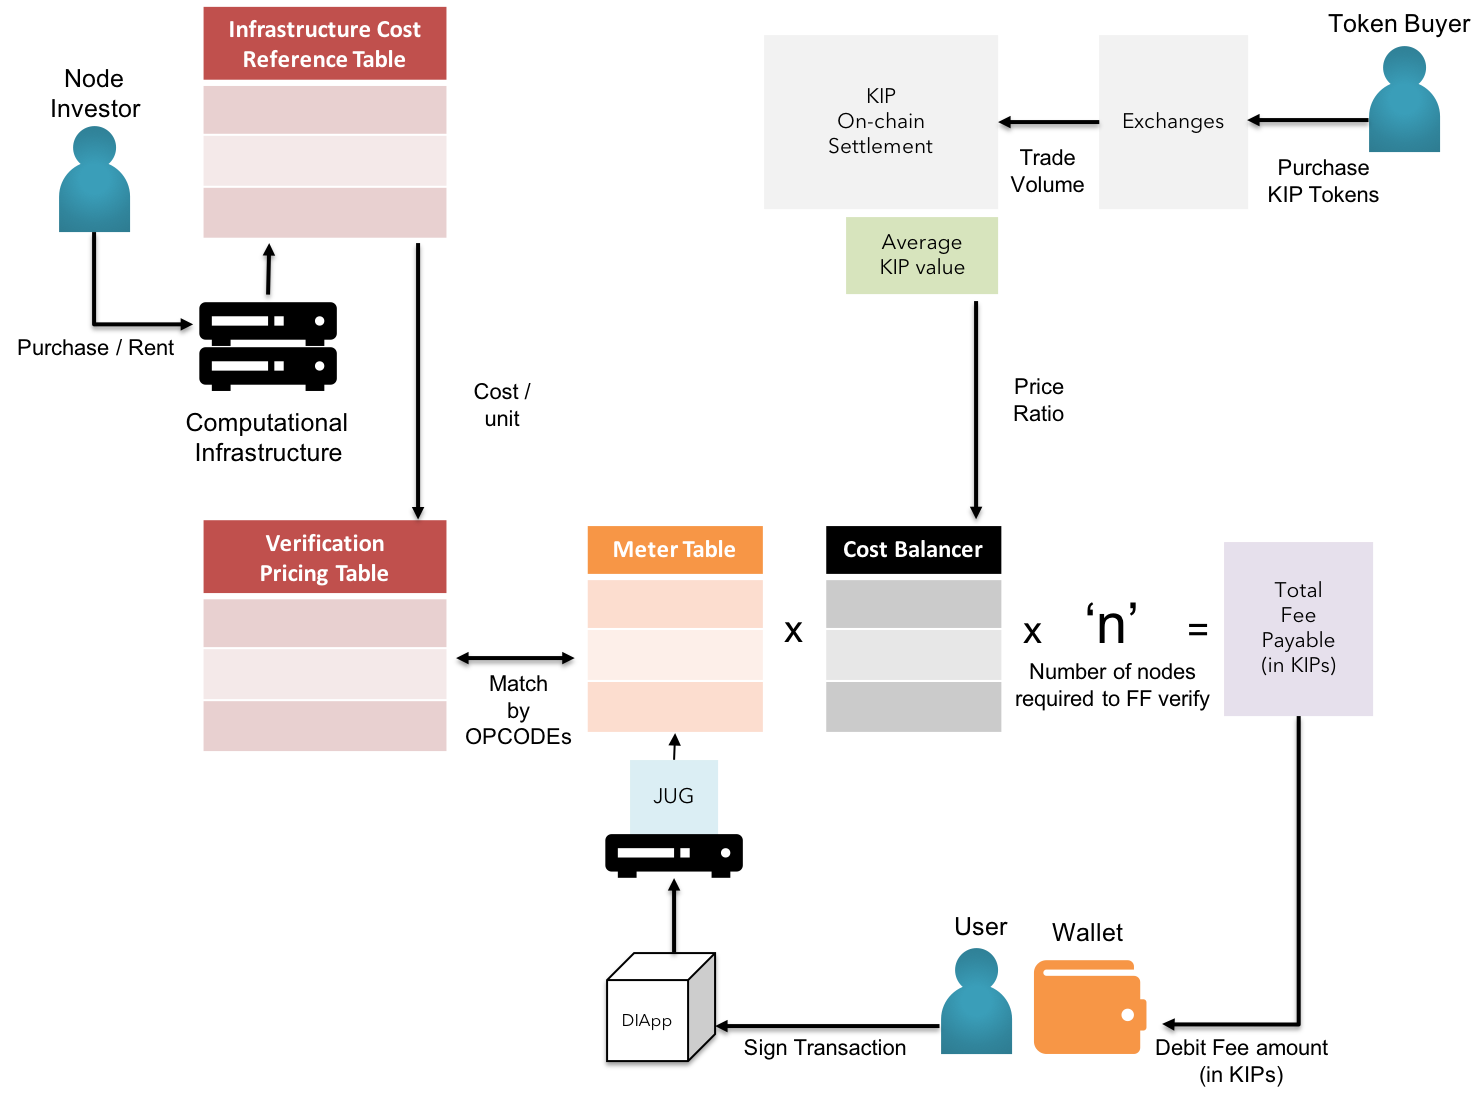 Infrastructure Cost
Reference Table
Node
Investor
Purchase / Rent
Computational
Infrastructure
Cost /
unit
Token Buyer
KIP
On-chain
Settlement
Exchanges
Trade
Volume
Purchase
KIP Tokens
Average
KIP value
Price
Ratio
Verification
Pricing Table
Match
by
OPCODEs
Meter Table
x
Cost Balancer
x
‘n’
=
Number of nodes
required to FF verify
Total
Fee
Payable
(in KIPs)
JUG
DIApp
Sign Transaction
User
Wallet
Debit Fee amount
(in KIPs)